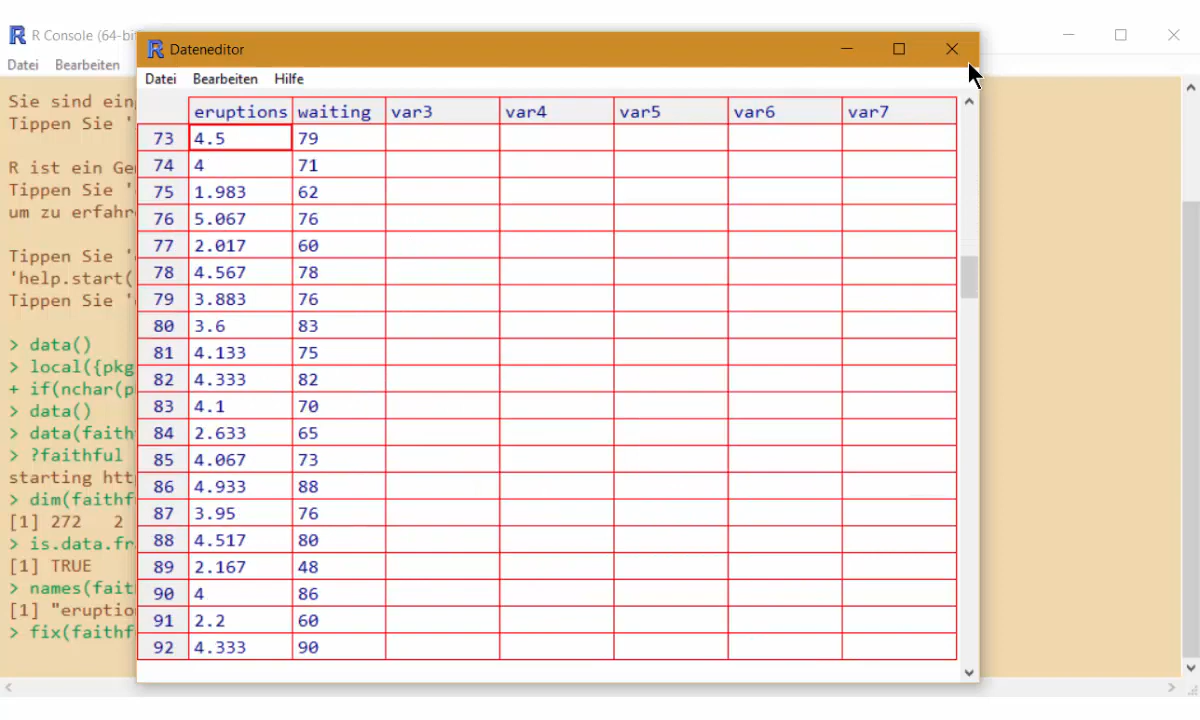 R Console (64-bi
Datei Bearbeiten
Sie sind ein
Tippen Sie '
R ist ein Ge
Tippen Sie '
um zu erfahr
Tippen Sie '
'help.start(
Tippen Sie '
> data()
> local({pkg
+ if(nchar(p
> data()
> data(faith
> ?faithful
starting htt
> dim(faithf
[1] 272 2
> is.data.fr
[1] TRUE
> names(fait
[1] "eruptio
> fix(faithf
Dateneditor
Datei Bearbeiten Hilfe
eruptions waiting var3 var4 var5 var6 var7
73 4.5 79
74 4 71
75 1.983 62
76 5.067 76
77 2.017 60
78 4.567 78
79 3.883 76
80 3.6 83
81 4.133 75
82 4.333 82
83 4.1 70
84 2.633 65
85 4.067 73
86 4.933 88
87 3.95 76
88 4.517 80
89 2.167 48
90 4 86
91 2.2 60
92 4.333 90